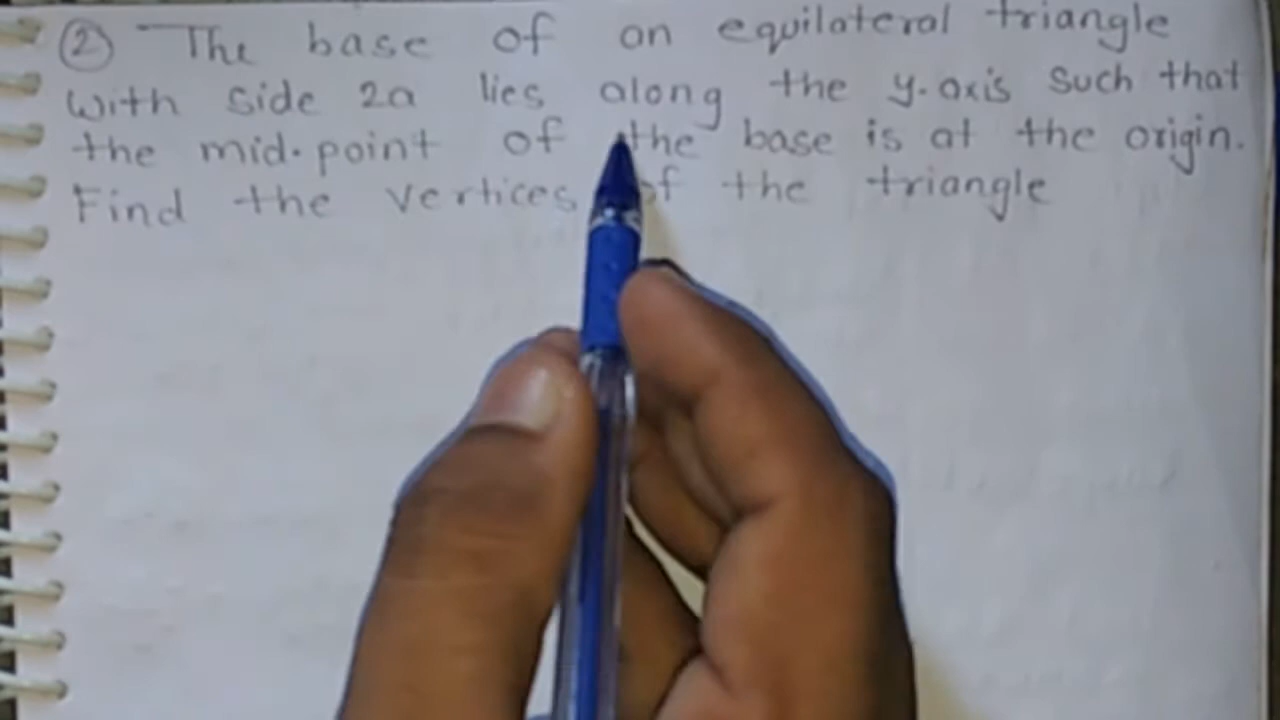 ② The base of an equilateral triangle
with side 2a lies along the y-axis such that
the mid-point of the base is at the origin.
Find the vertices of the triangle